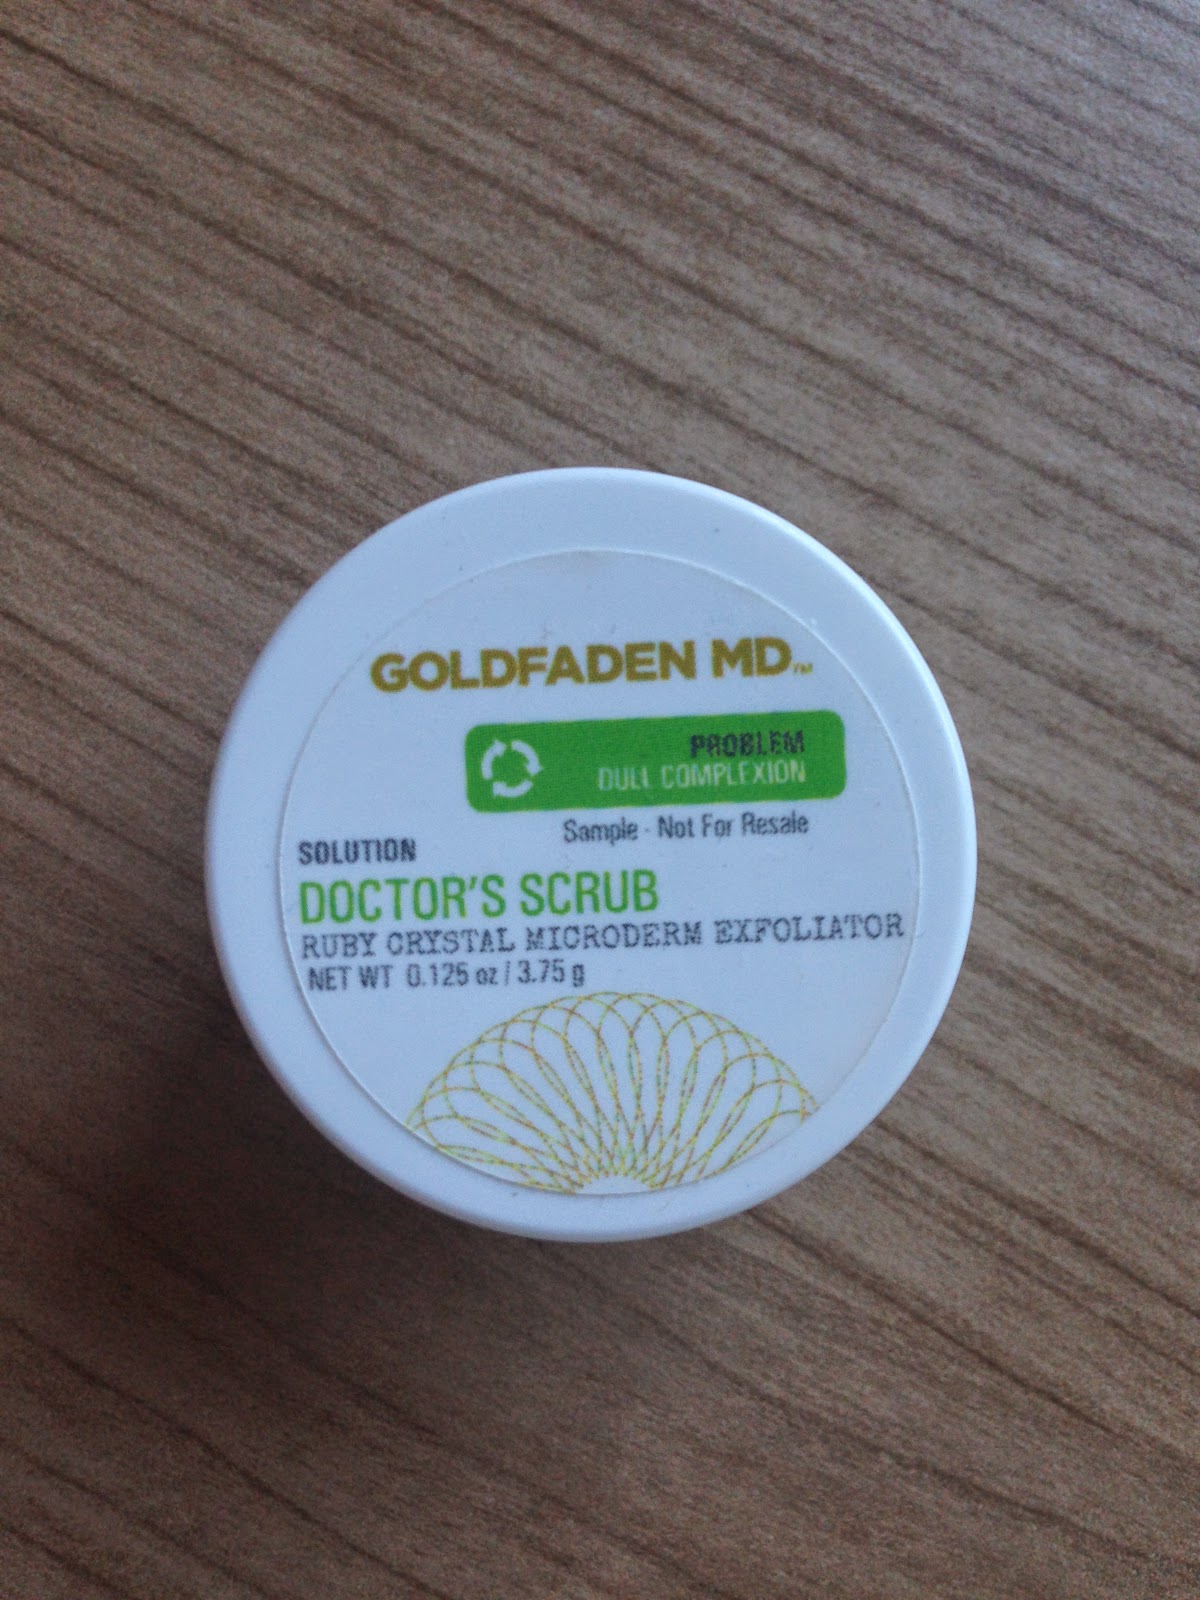 GOLDFADEN MD™
PROBLEM
DULL COMPLEXION
Sample - Not For Resale
SOLUTION
DOCTOR'S SCRUB
RUBY CRYSTAL MICRODERM EXFOLIATOR
NET WT 0.125 oz / 3.75 g